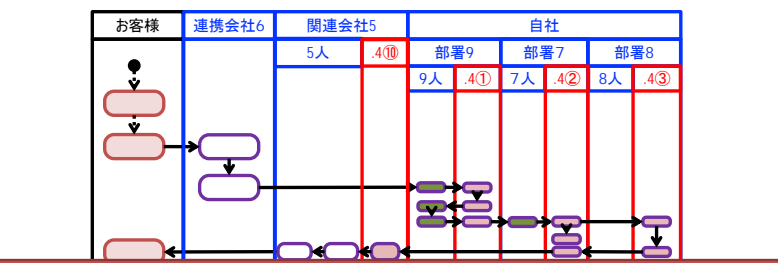 お客様 連携会社6 関連会社5 自社
5人 .4⑩ 部署9 部署7 部署8
9人 .4① 7人 .4② 8人 .4③